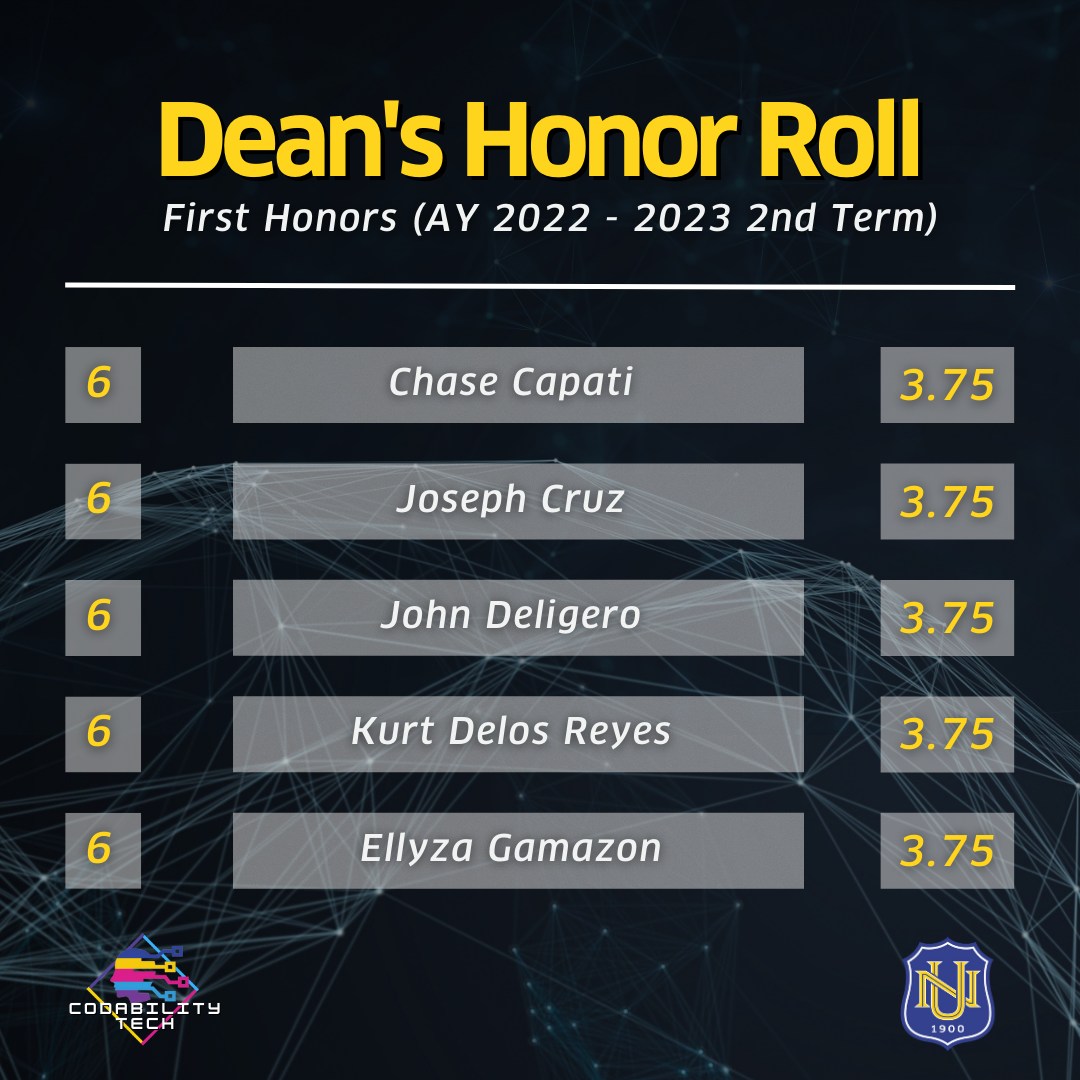 Dean's Honor Roll
First Honors (AY 2022 - 2023 2nd Term)
6 Chase Capati 3.75
6 Joseph Cruz 3.75
6 John Deligero 3.75
6 Kurt Delos Reyes 3.75
6 Ellyza Gamazon 3.75
CODABILITY
TECH
NU
1900